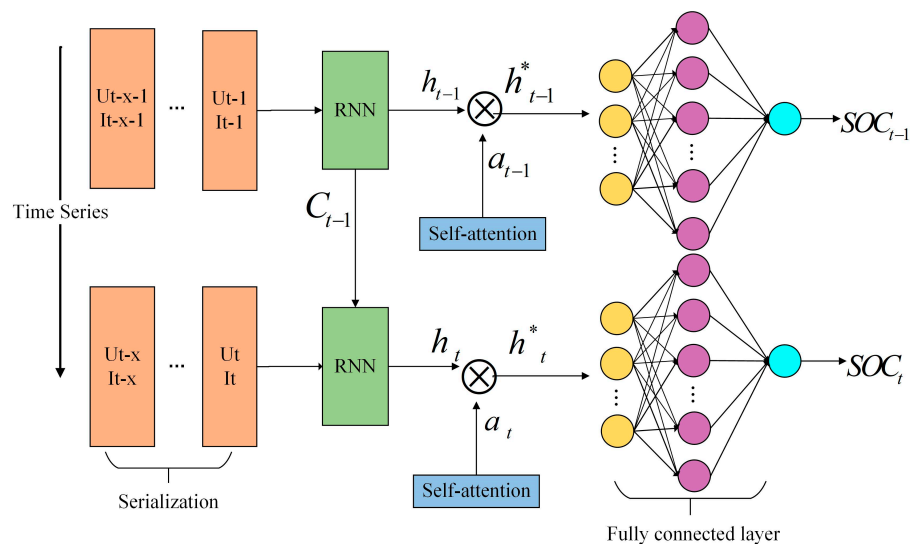 Ut-x-1
It-x-1
...
Ut-1
It-1
RNN
h_{t-1}
h^*_{t-1}
a_{t-1}
Self-attention
SOC_{t-1}
Time Series
C_{t-1}
Ut-x
It-x
...
Ut
It
RNN
h_t
h^*_t
a_t
Self-attention
SOC_t
Serialization
Fully connected layer